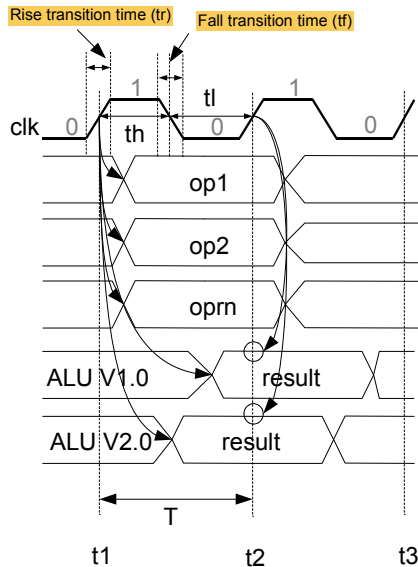 Rise transition time (tr)
Fall transition time (tf)
1 tl 1
clk 0 th 0 0
op1
op2
oprn
ALU V1.0 result
ALU V2.0 result
T
t1 t2 t3